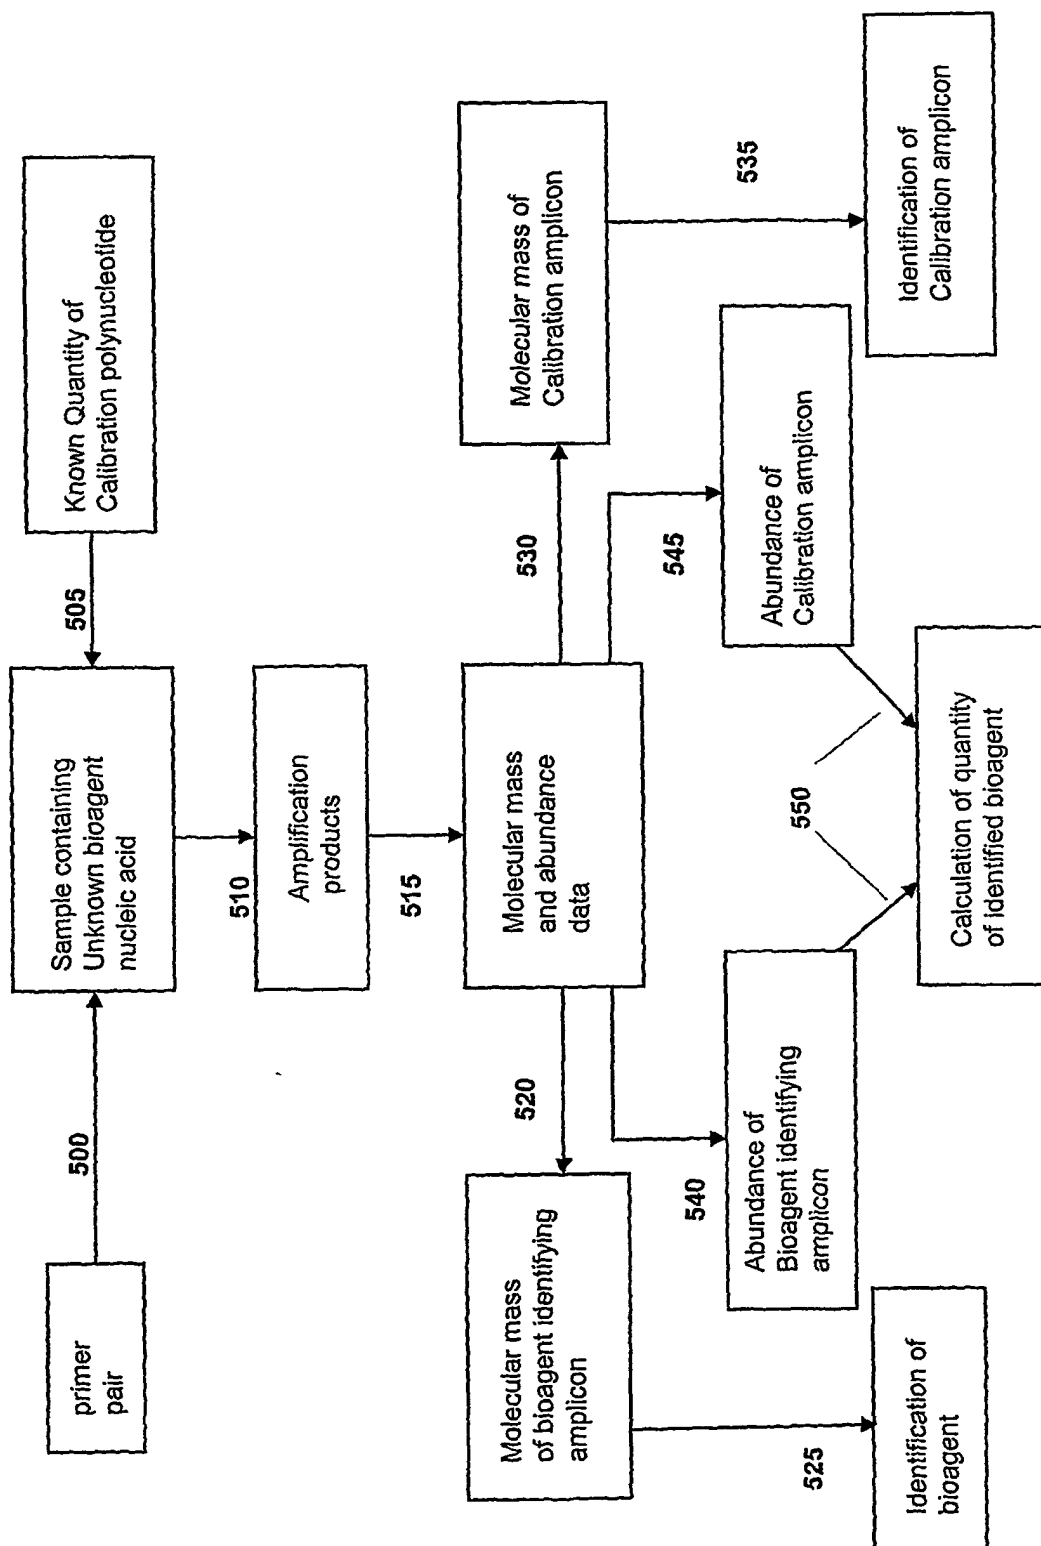 primer
pair
500
Sample containing
Unknown bioagent
nucleic acid
505
Known Quantity of
Calibration polynucleotide
510
Amplification
products
515
Molecular mass
of bioagent identifying
amplicon
520
Molecular mass
and abundance
data
530
Molecular mass of
Calibration amplicon
525
540
545
535
Identification of
bioagent
Abundance of
Bioagent identifying
amplicon
550
Abundance of
Calibration amplicon
Identification of
Calibration amplicon
Calculation of quantity
of identified bioagent